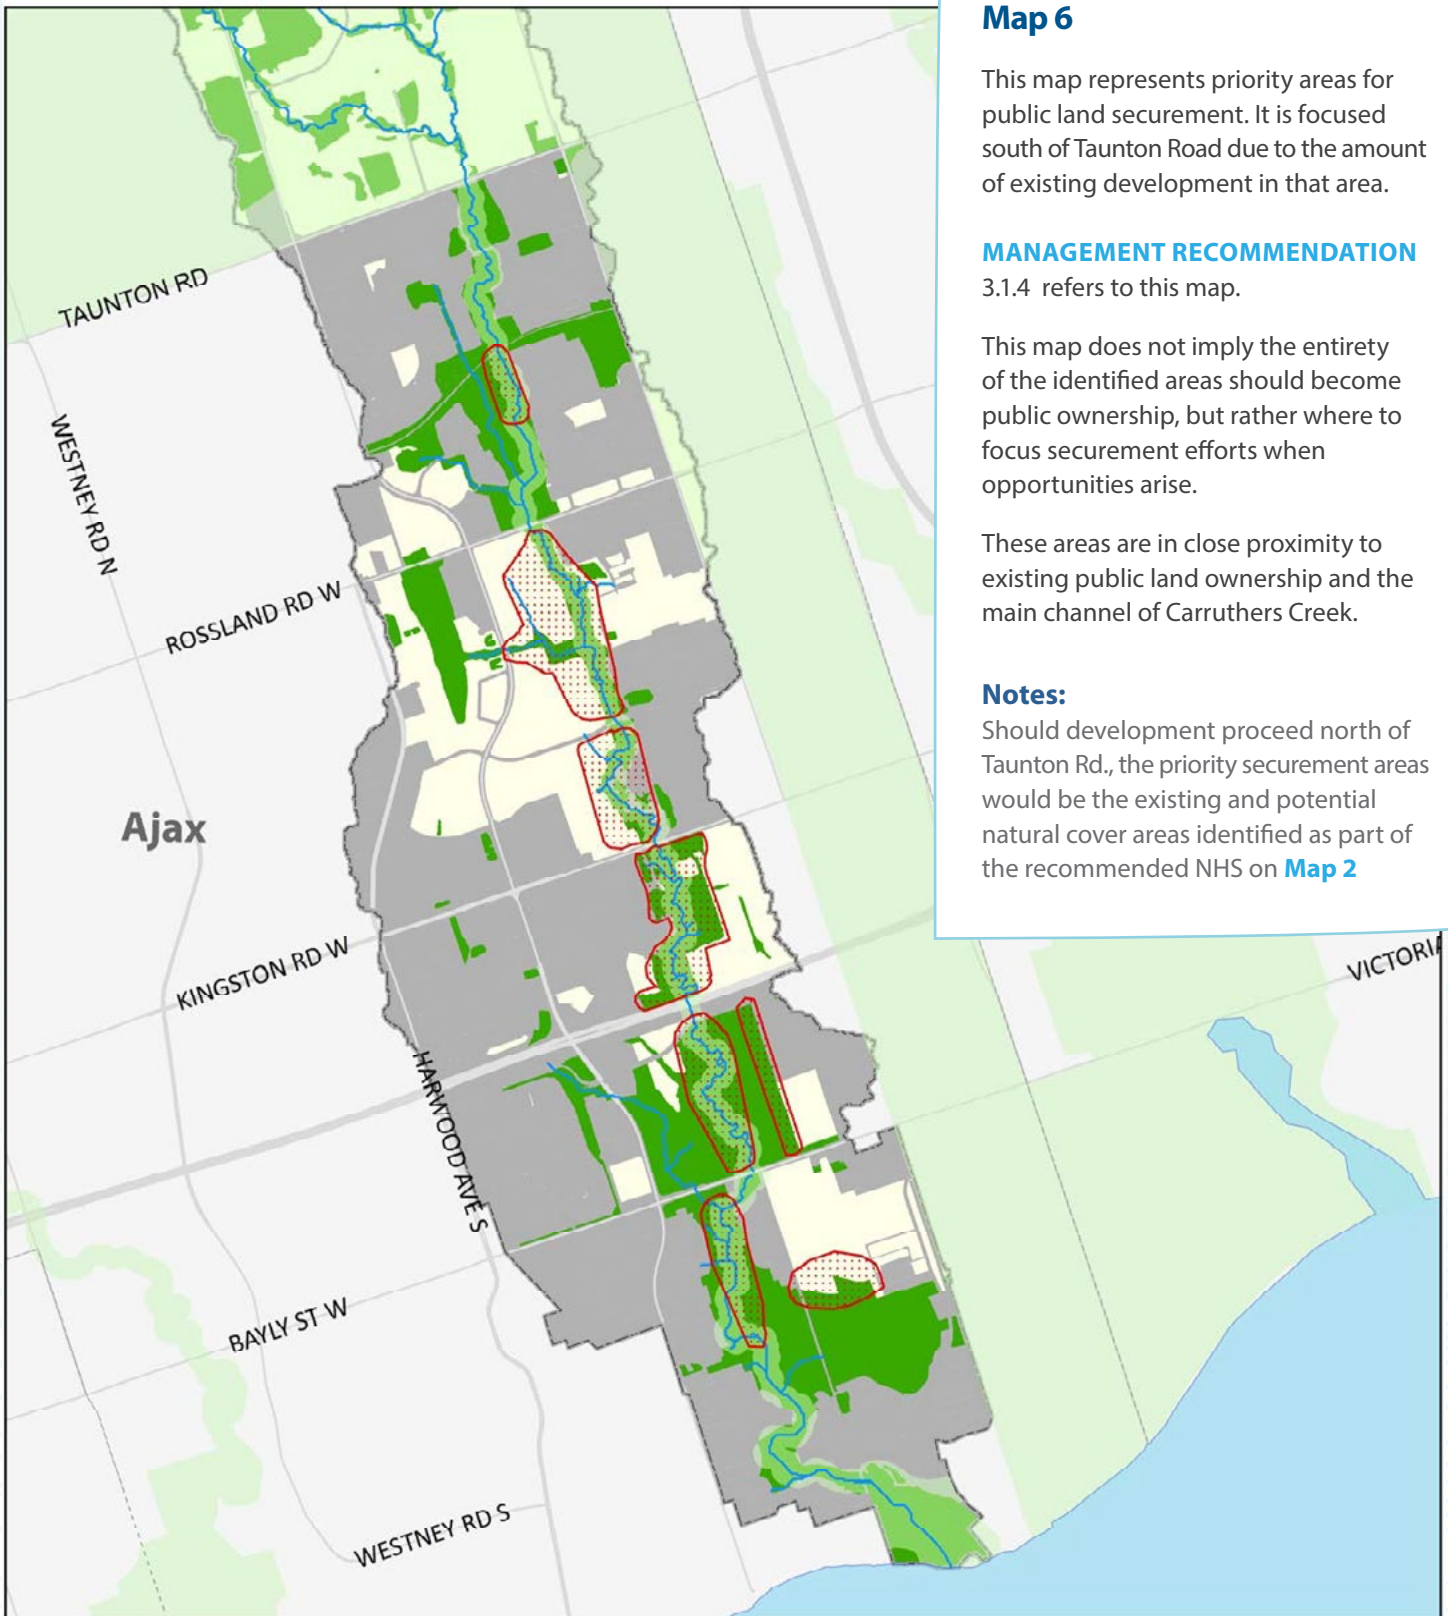 Map 6
This map represents priority areas for
public land securement. It is focused
south of Taunton Road due to the amount
of existing development in that area.
MANAGEMENT RECOMMENDATION
3.1.4 refers to this map.
This map does not imply the entirety
of the identified areas should become
public ownership, but rather where to
focus securement efforts when
opportunities arise.
These areas are in close proximity to
existing public land ownership and the
main channel of Carruthers Creek.
Notes:
Should development proceed north of
Taunton Rd., the priority securement areas
would be the existing and potential
natural cover areas identified as part of
the recommended NHS on Map 2
TAUNTON RD
WESTNEY RD N
ROSSLAND RD W
Ajax
KINGSTON RD W
VICTORIA
HARWOOD AVE S
BAYLY ST W
WESTNEY RD S